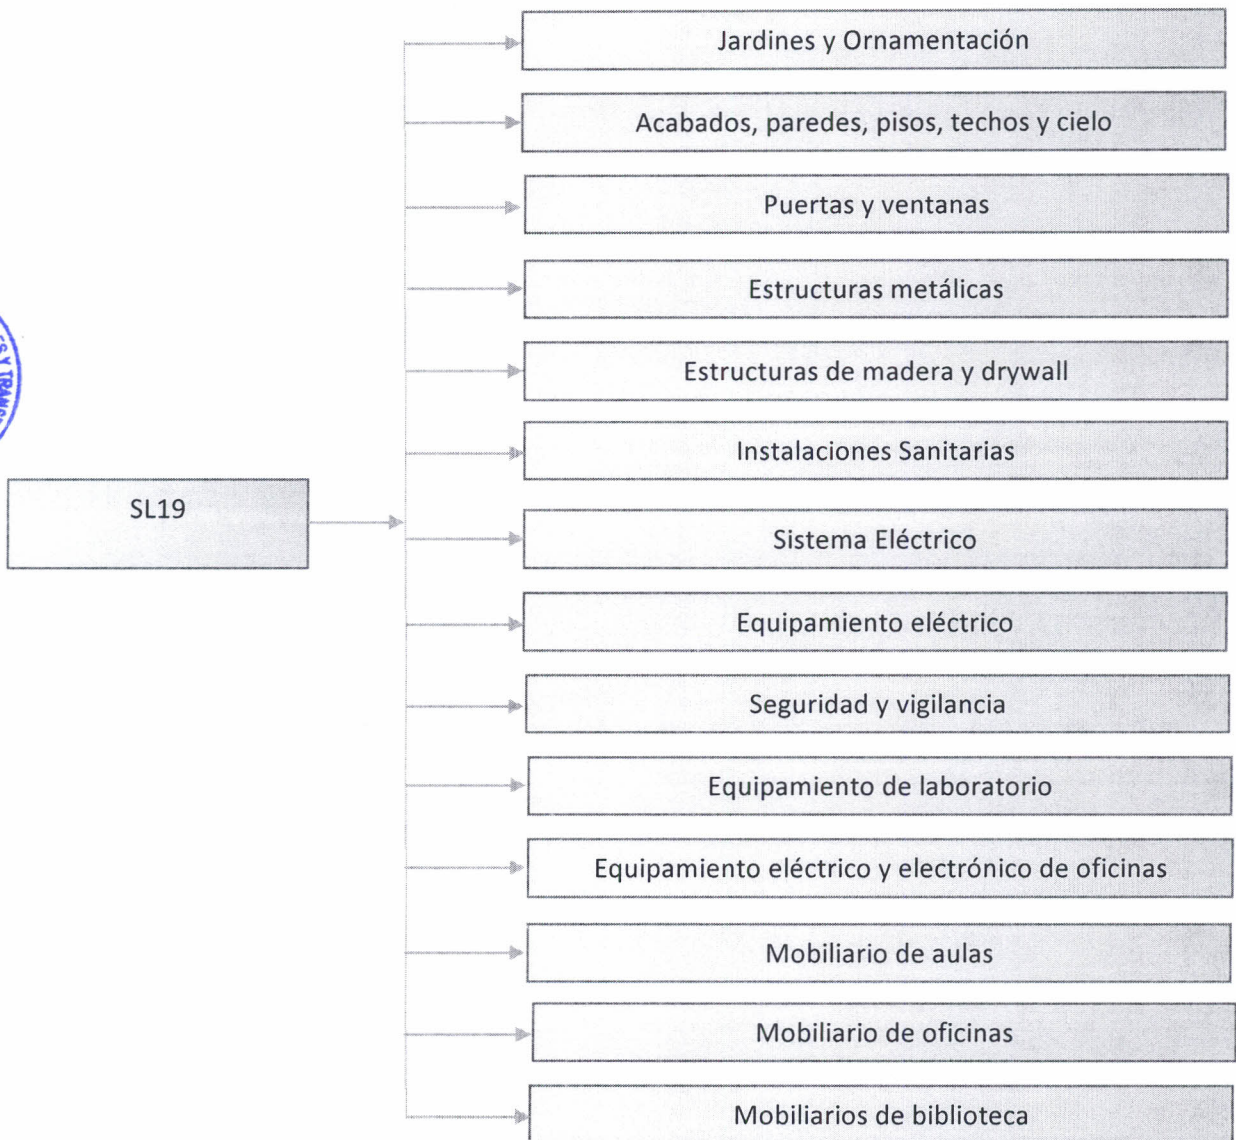 Jardines y Ornamentación
Acabados, paredes, pisos, techos y cielo
Puertas y ventanas
Estructuras metálicas
Estructuras de madera y drywall
Instalaciones Sanitarias
SL19
Sistema Eléctrico
Equipamiento eléctrico
Seguridad y vigilancia
Equipamiento de laboratorio
Equipamiento eléctrico y electrónico de oficinas
Mobiliario de aulas
Mobiliario de oficinas
Mobiliarios de biblioteca